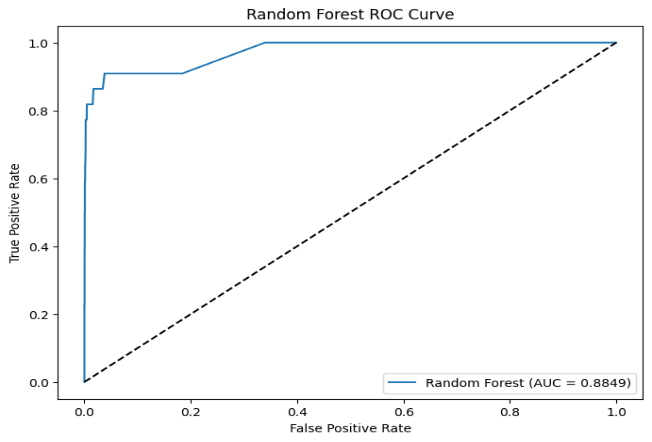 Random Forest ROC Curve
True Positive Rate
1.0
0.8
0.6
0.4
0.2
0.0
Random Forest (AUC = 0.8849)
0.0 0.2 0.4 0.6 0.8 1.0
False Positive Rate